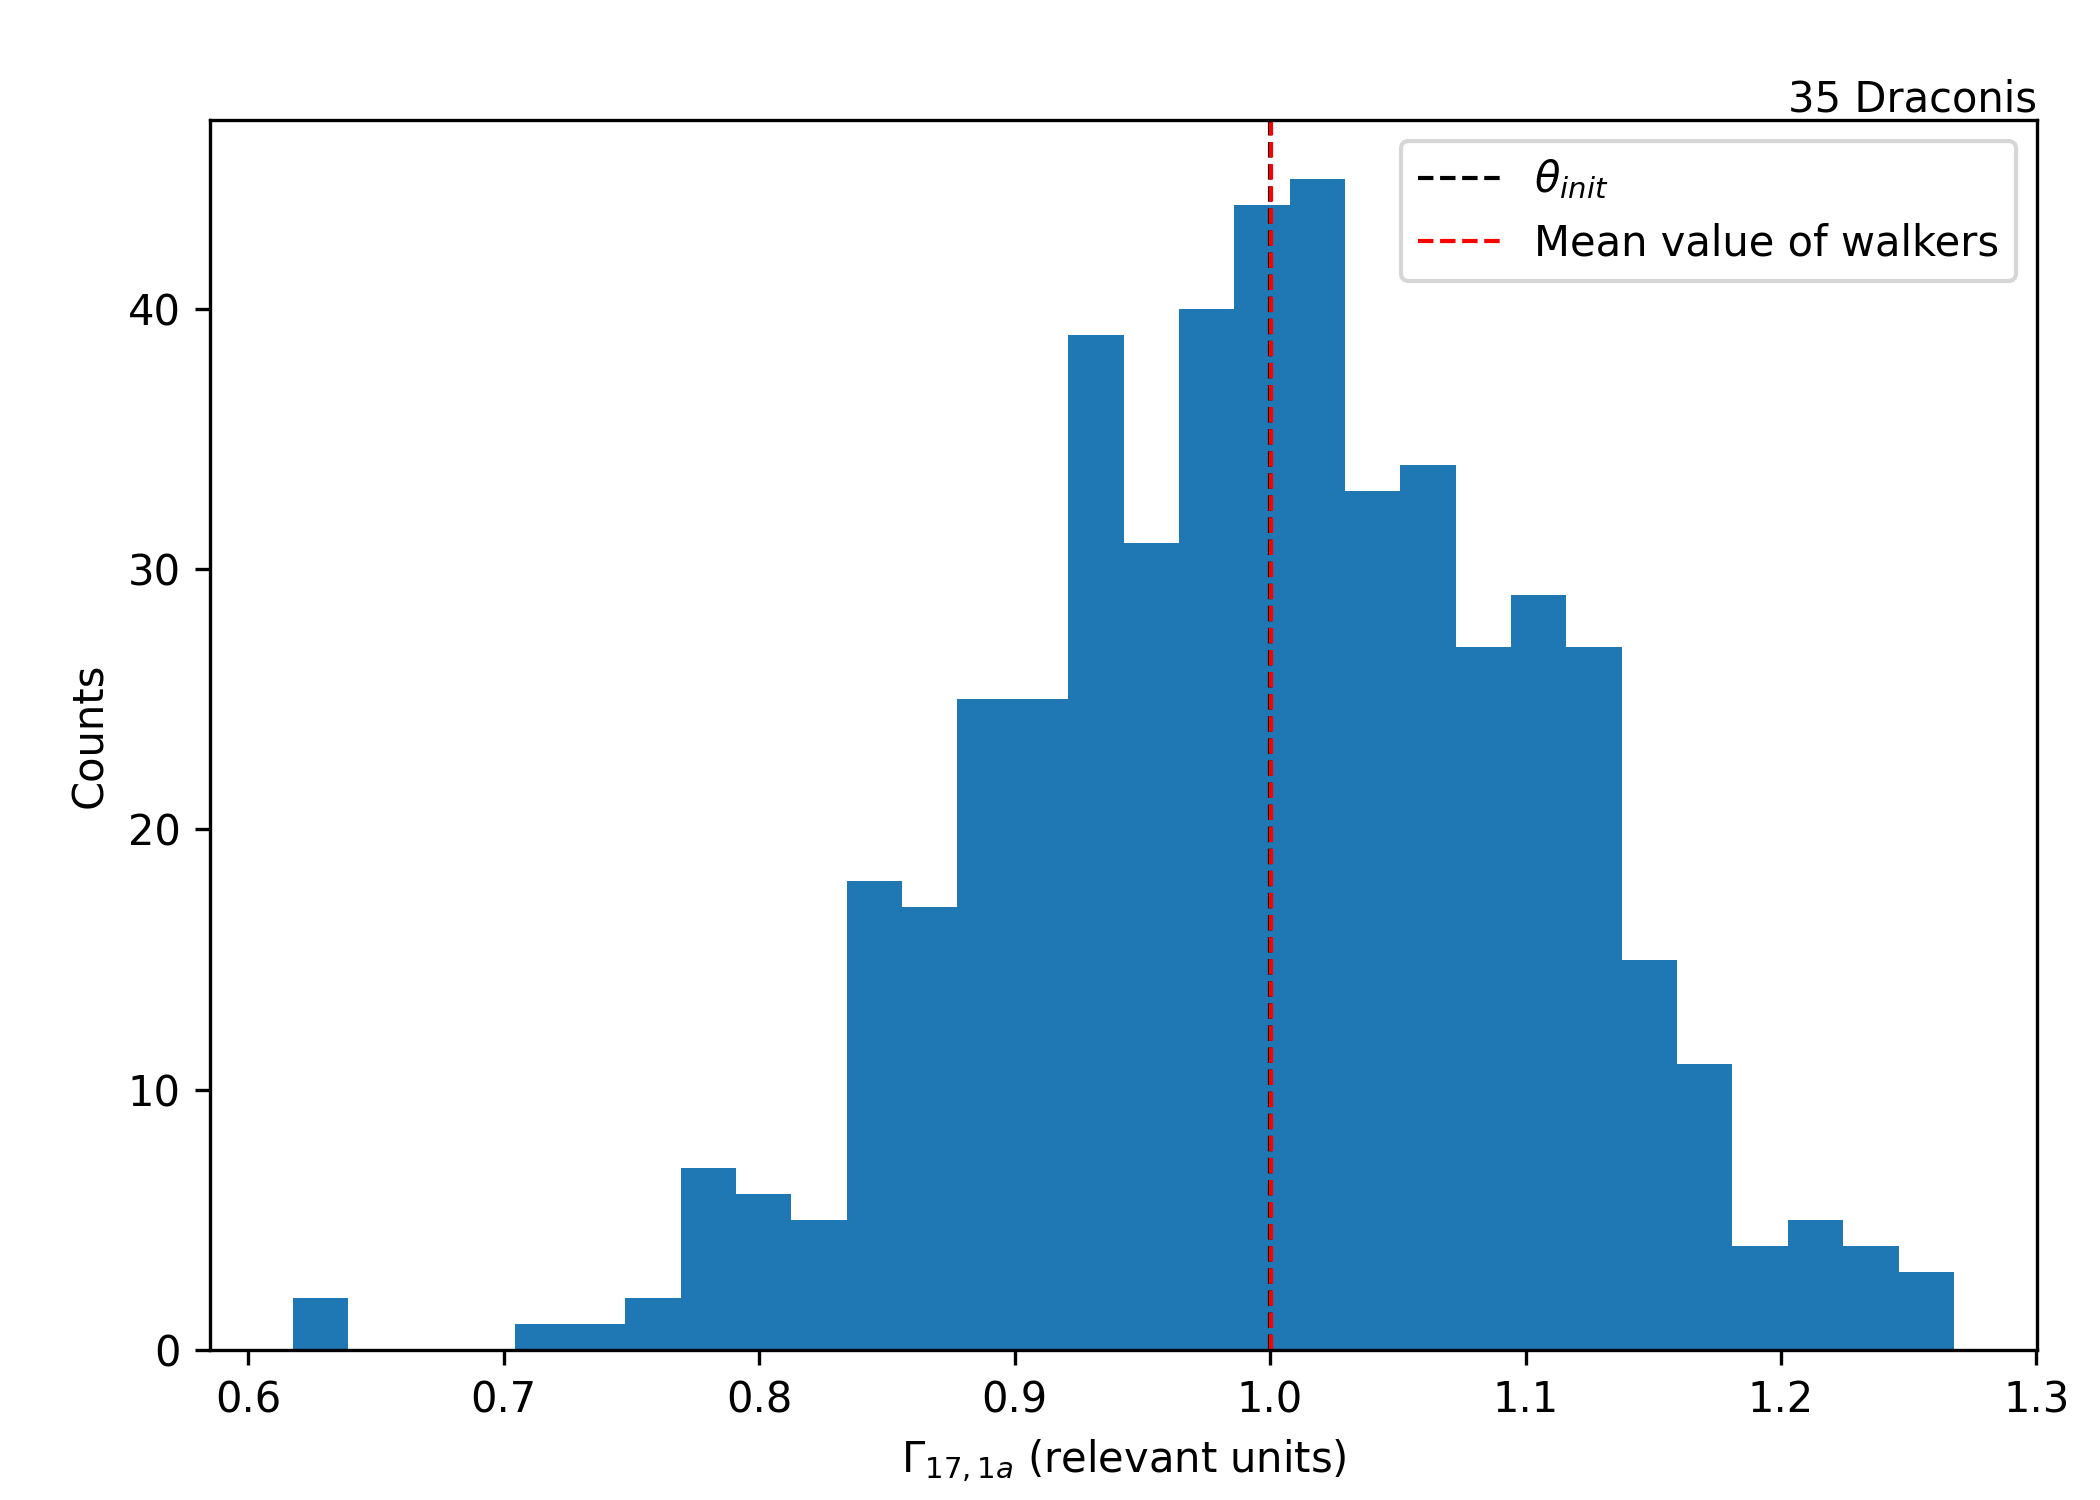 35 Draconis
θ_init
Mean value of walkers
Counts
40
30
20
10
0
0.6 0.7 0.8 0.9 1.0 1.1 1.2 1.3
Γ_17,1a (relevant units)